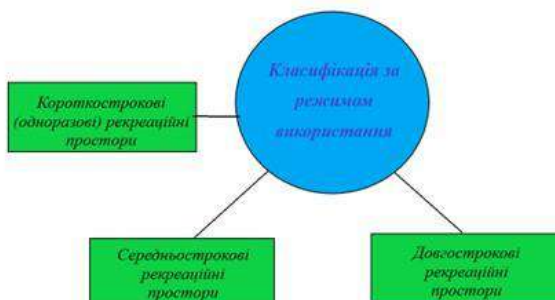 Класифікація за
режимом
використання
Короткострокові
(одноразові) рекреаційні
простори
Середньострокові
рекреаційні
простори
Довгострокові
рекреаційні
простори